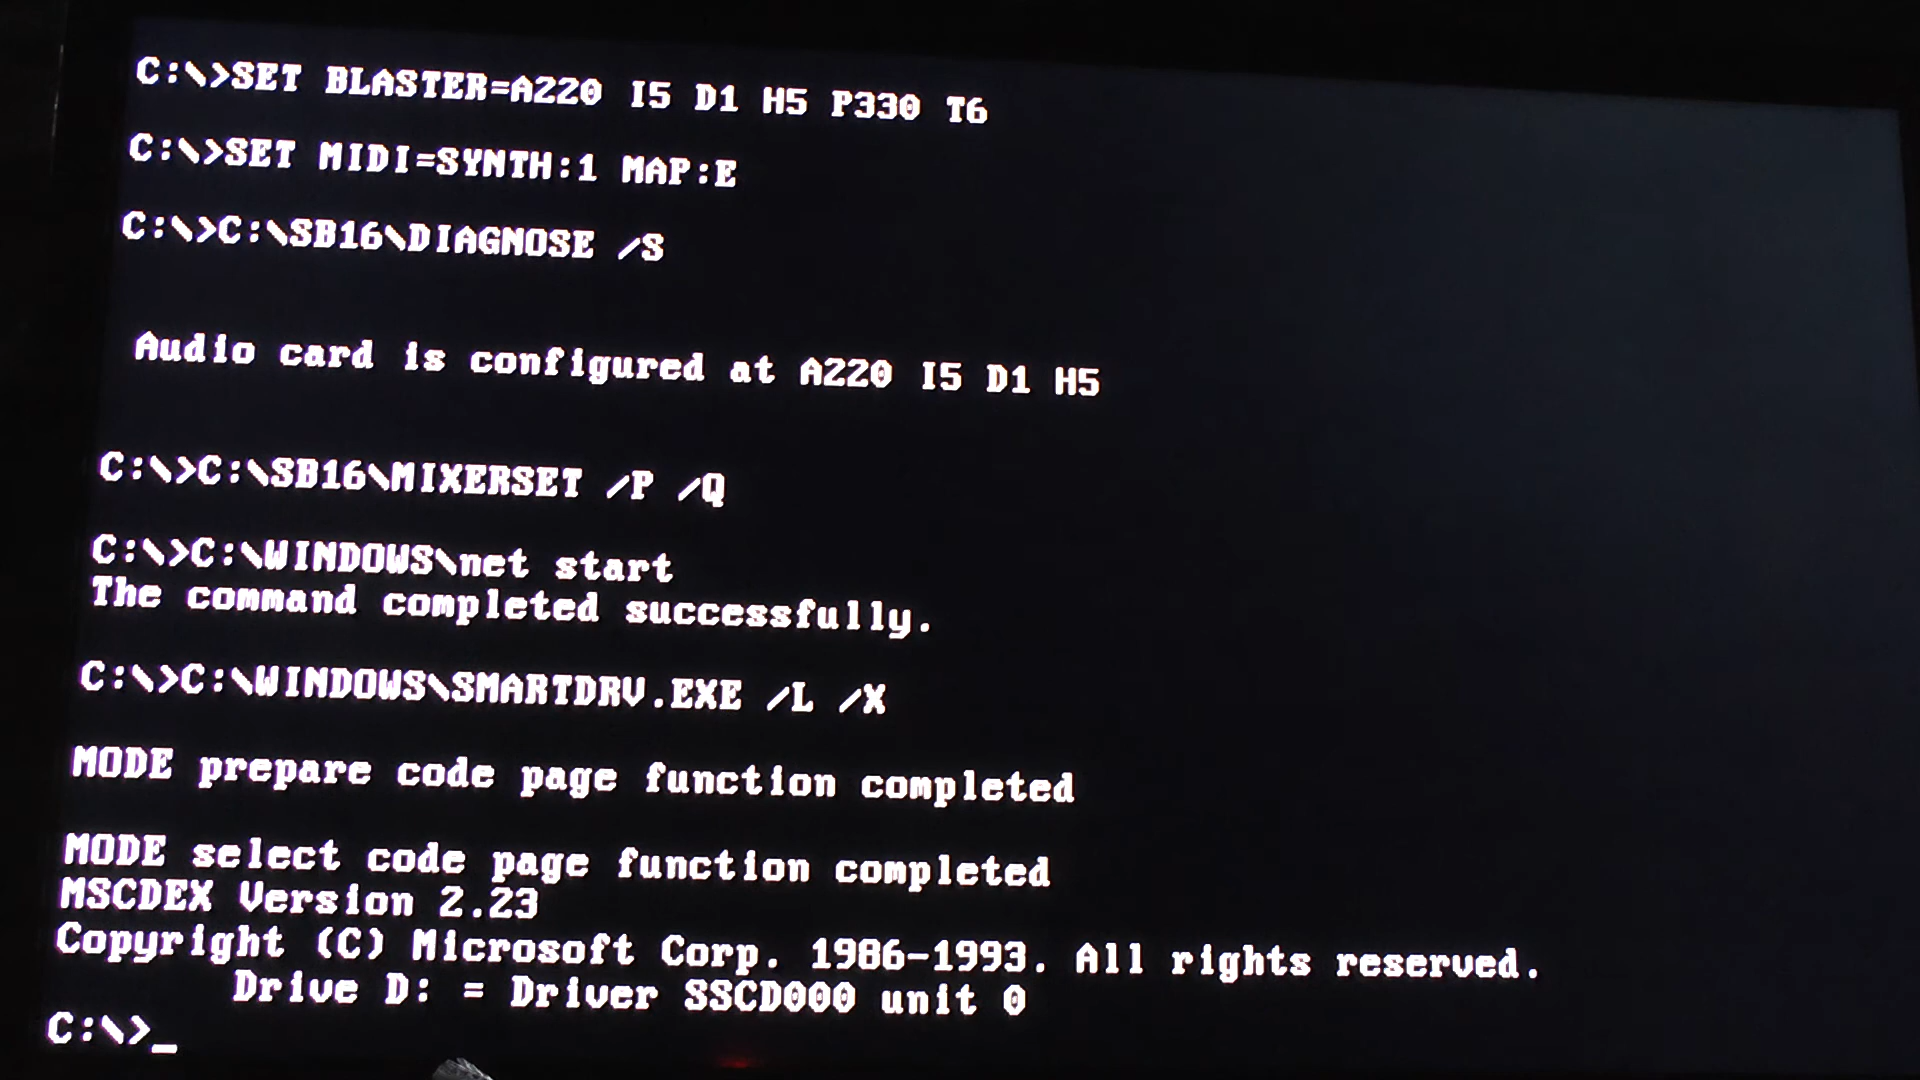 C:\>SET BLASTER=A220 I5 D1 H5 P330 T6
C:\>SET MIDI=SYNTH:1 MAP:E
C:\>C:\SB16\DIAGNOSE /S
Audio card is configured at A220 I5 D1 H5
C:\>C:\SB16\MIXERSET /P /Q
C:\>C:\WINDOWS\net start
The command completed successfully.
C:\>C:\WINDOWS\SMARTDRV.EXE /L /X
MODE prepare code page function completed
MODE select code page function completed
MSCDEX Version 2.23
Copyright (C) Microsoft Corp. 1986-1993. All rights reserved.
Drive D: = Driver SSCD000 unit 0
C:\>_